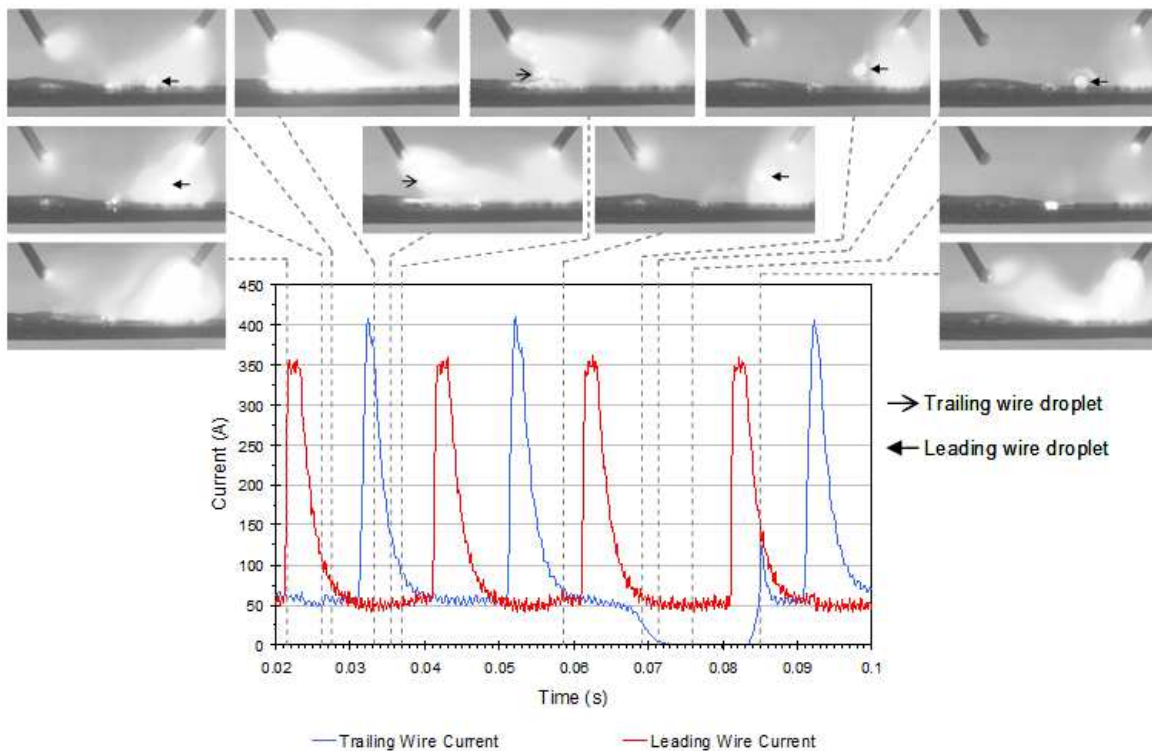 450
400
350
300
250
200
150
100
50
0
Current (A)
0.02 0.03 0.04 0.05 0.06 0.07 0.08 0.09 0.1
Time (s)
Trailing wire droplet
Leading wire droplet
Trailing Wire Current Leading Wire Current